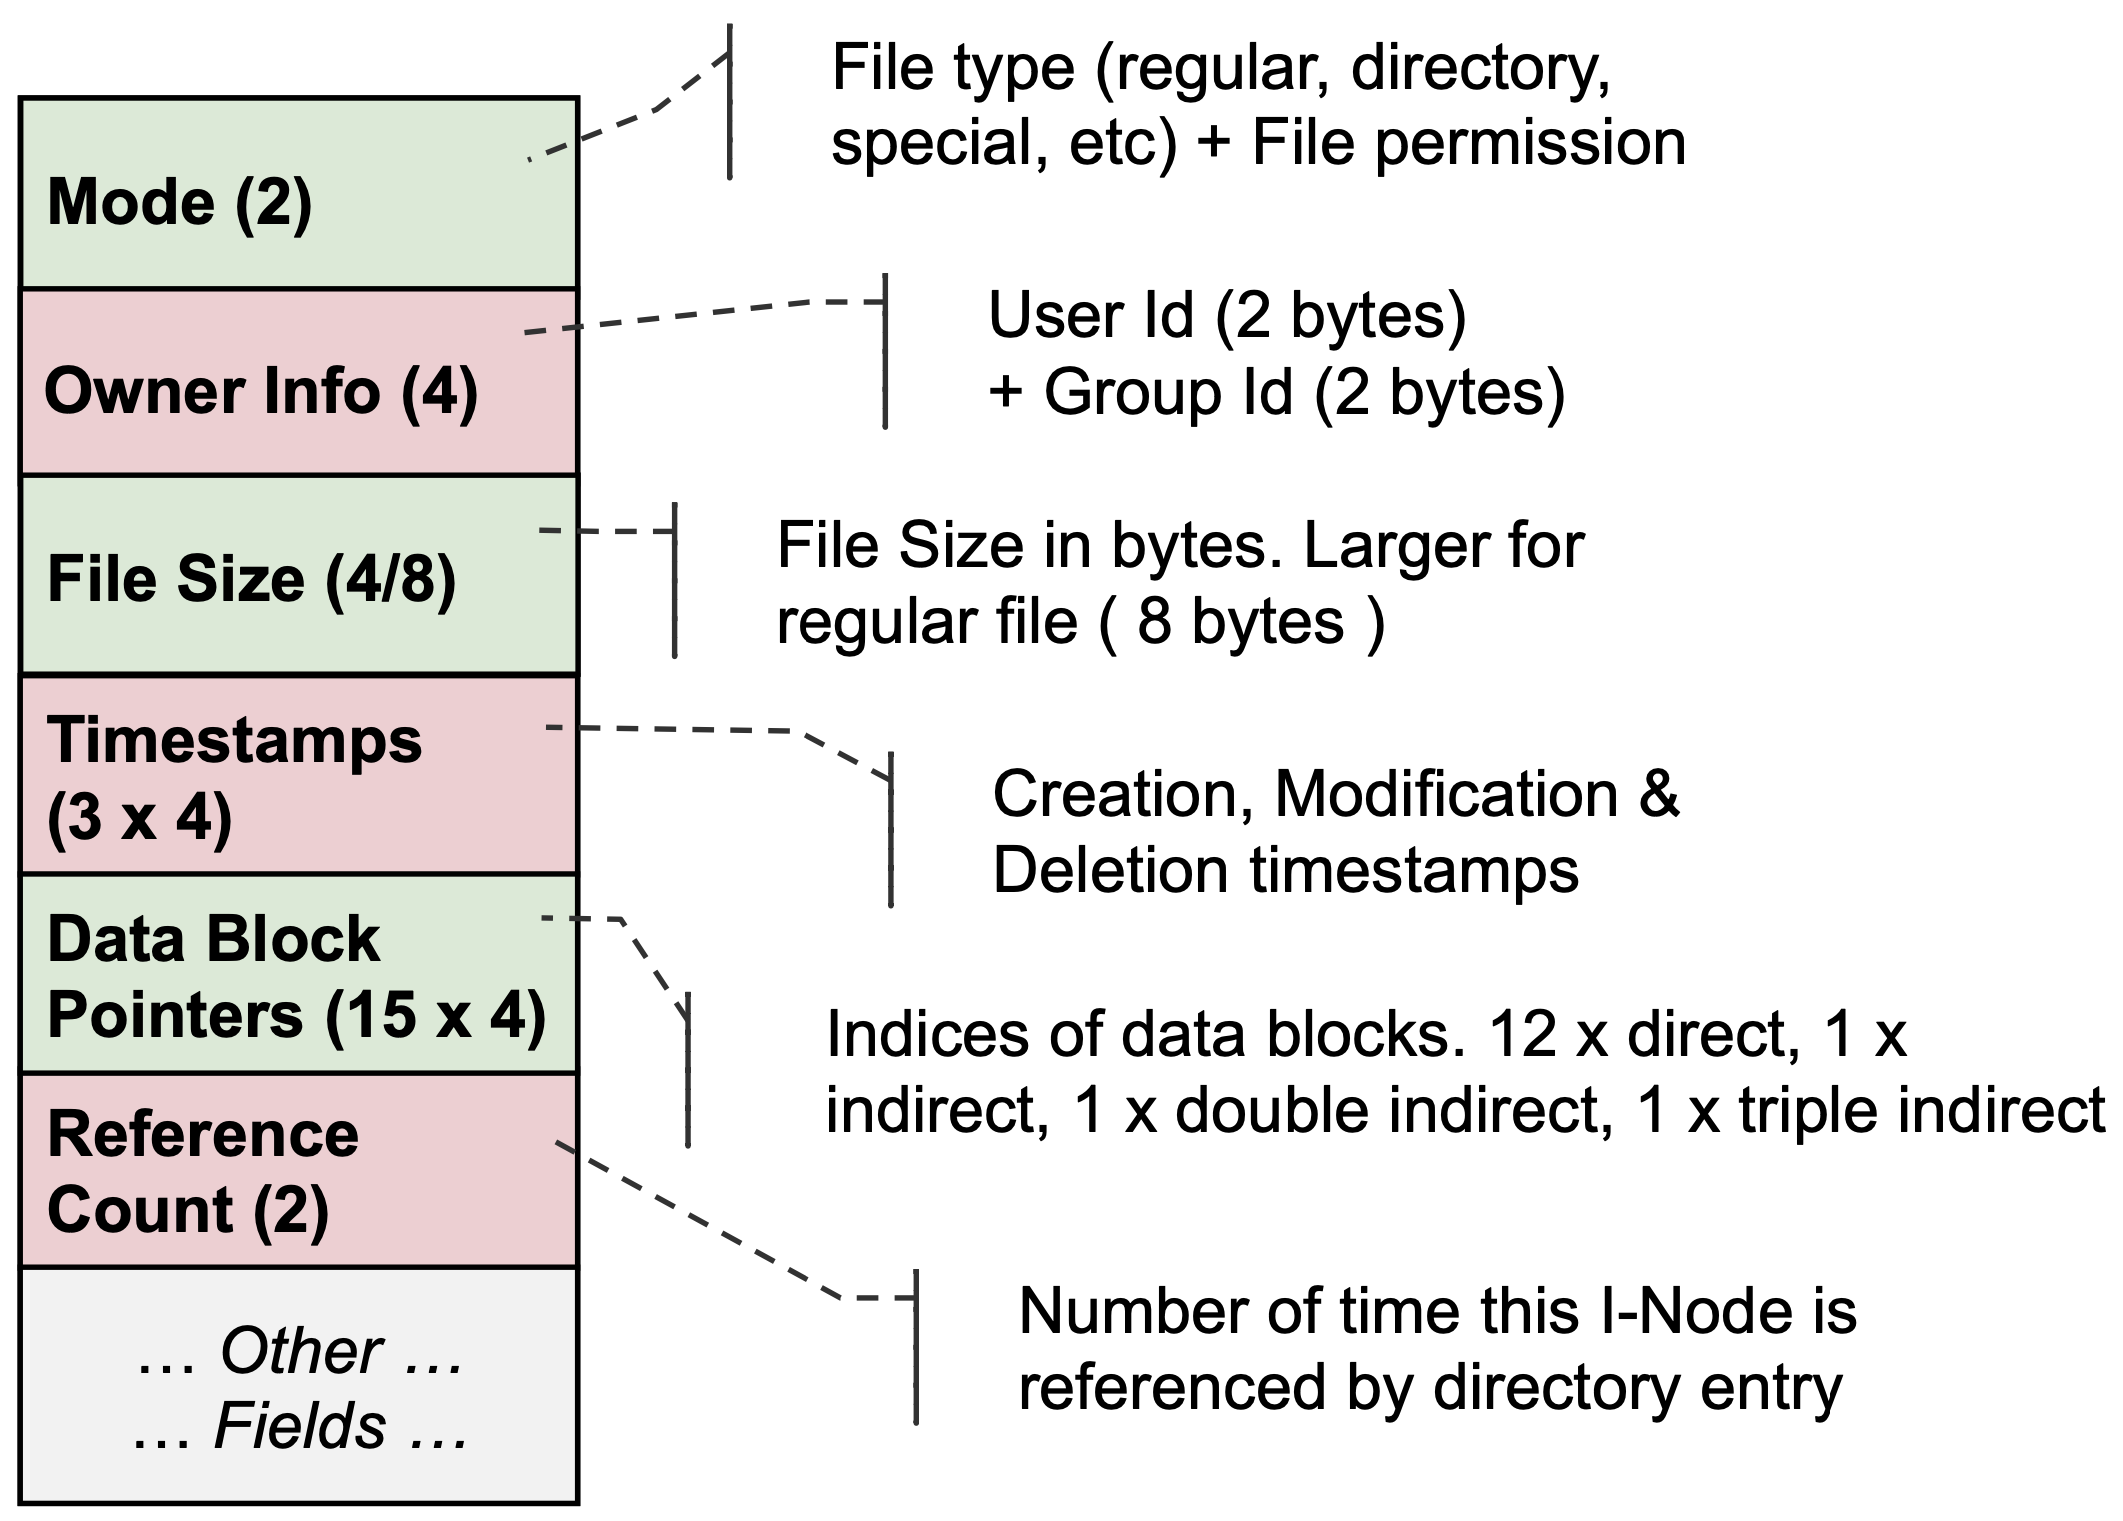 Mode (2)
File type (regular, directory,
special, etc) + File permission
Owner Info (4)
User Id (2 bytes)
+ Group Id (2 bytes)
File Size (4/8)
File Size in bytes. Larger for
regular file ( 8 bytes )
Timestamps
(3 x 4)
Creation, Modification &
Deletion timestamps
Data Block
Pointers (15 x 4)
Indices of data blocks. 12 x direct, 1 x
indirect, 1 x double indirect, 1 x triple indirect
Reference
Count (2)
Number of time this I-Node is
referenced by directory entry
… Other …
… Fields …